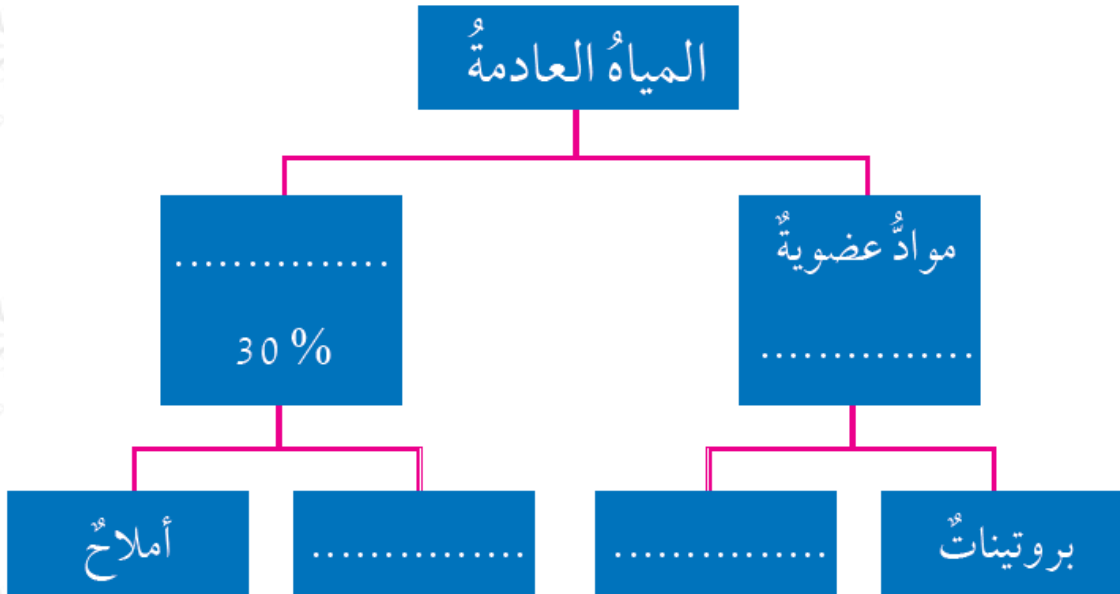 المياهُ العادمةُ
موادُّ عضويةٌ
...............
...............
30 %
بروتيناتٌ
...............
...............
أملاحٌ